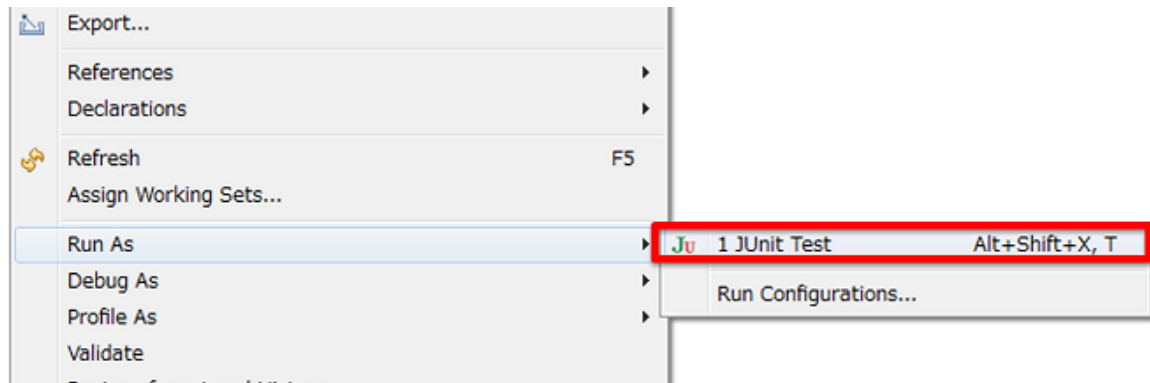 Export...
References
Declarations
Refresh F5
Assign Working Sets...
Run As
JU 1 JUnit Test Alt+Shift+X, T
Debug As
Run Configurations...
Profile As
Validate